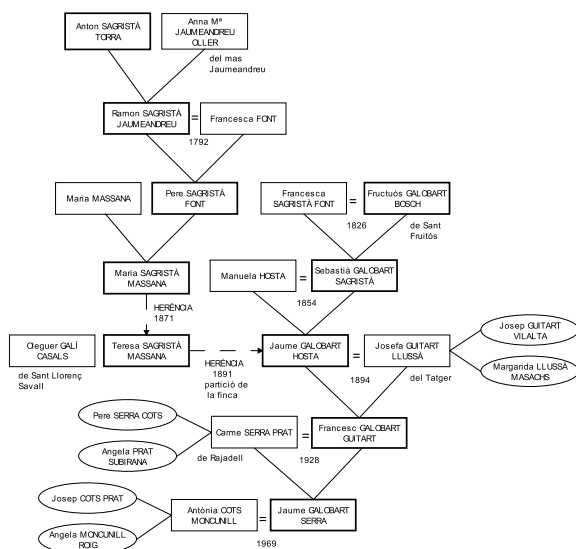 Anton SAGRISTÀ
TORRA
Anna Mª
JAUMEANDREU
OLLER
del mas
Jaumeandreu
Ramon SAGRISTÀ
JAUMEANDREU
=
Francesca FONT
1792
Maria MASSANA
Pere SAGRISTÀ
FONT
Francesca
SAGRISTÀ FONT
=
Fructuós GALOBART
BOSCH
1826
de Sant
Fruitós
Maria SAGRISTÀ
MASSANA
Manuela HOSTA
=
Sebastià GALOBART
SAGRISTÀ
1854
HERÈNCIA
1871
Oleguer GALÍ
CASALS
de Sant Llorenç
Savall
Teresa SAGRISTÀ
MASSANA
HERÈNCIA
1891
partició de
la finca
Jaume GALOBART
HOSTA
=
Josefa GUITART
LLUSSÀ
1894
del Tatger
Josep GUITART
VILALTA
Margarida LLUSSÀ
MASACHS
Pere SERRA COTS
Angela PRAT
SUBIRANA
Carme SERRA PRAT
de Rajadell
=
Francesc GALOBART
GUITART
1928
Josep COTS PRAT
Angela MONCUNILL
ROIG
Antònia COTS
MONCUNILL
=
Jaume GALOBART
SERRA
1969